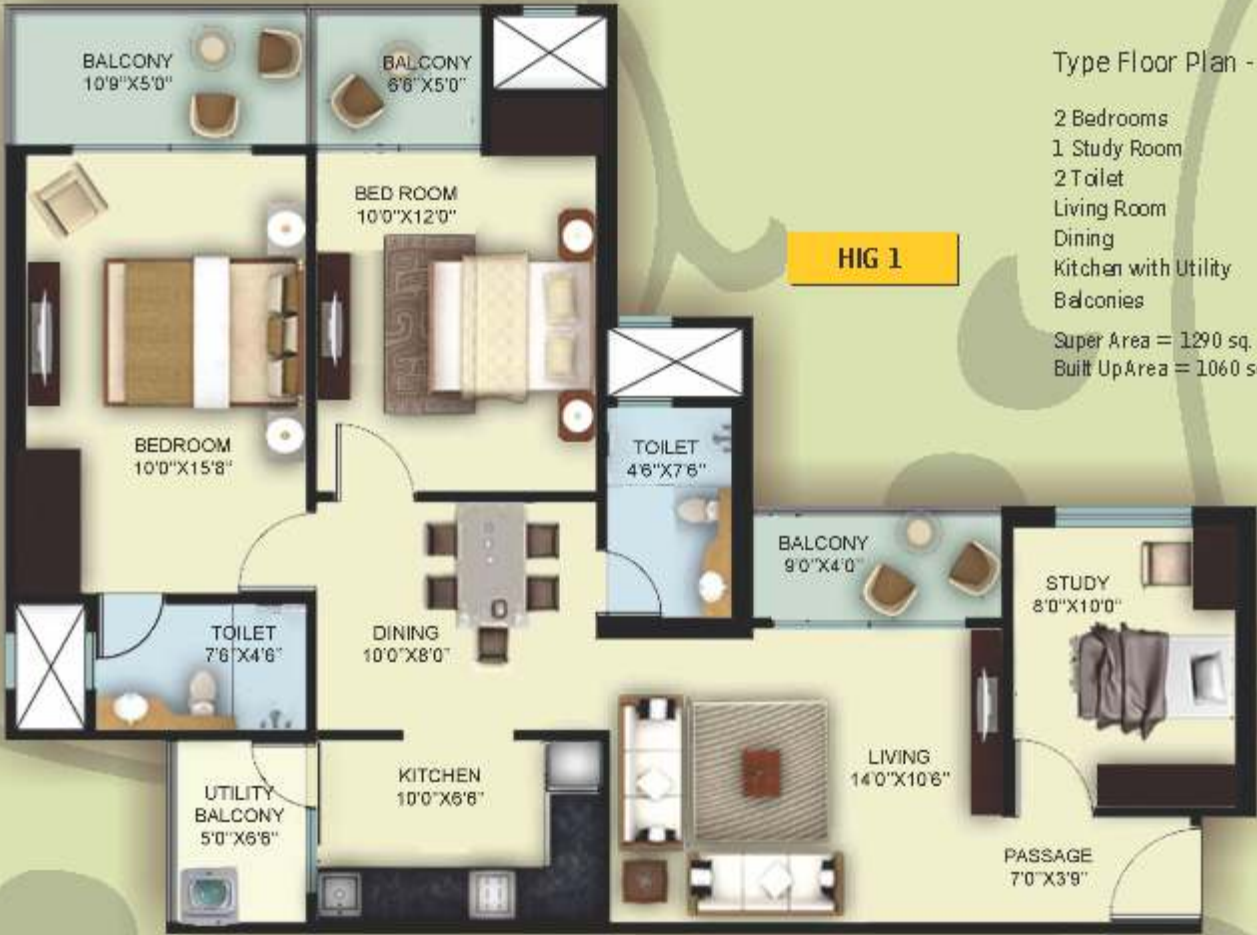 BALCONY
10'9"X5'0"
BALCONY
6'6"X5'0"
Type Floor Plan -
2 Bedrooms
1 Study Room
2 Toilet
Living Room
Dining
Kitchen with Utility
Balconies
Super Area = 1290 sq.
Built Up Area = 1060 s
HIG 1
BED ROOM
10'0"X12'0"
BEDROOM
10'0"X15'8"
TOILET
4'6"X7'6"
BALCONY
9'0"X4'0"
STUDY
8'0"X10'0"
TOILET
7'6"X4'6"
DINING
10'0"X8'0"
KITCHEN
10'0"X6'6"
LIVING
14'0"X10'6"
UTILITY
BALCONY
5'0"X6'6"
PASSAGE
7'0"X3'9"